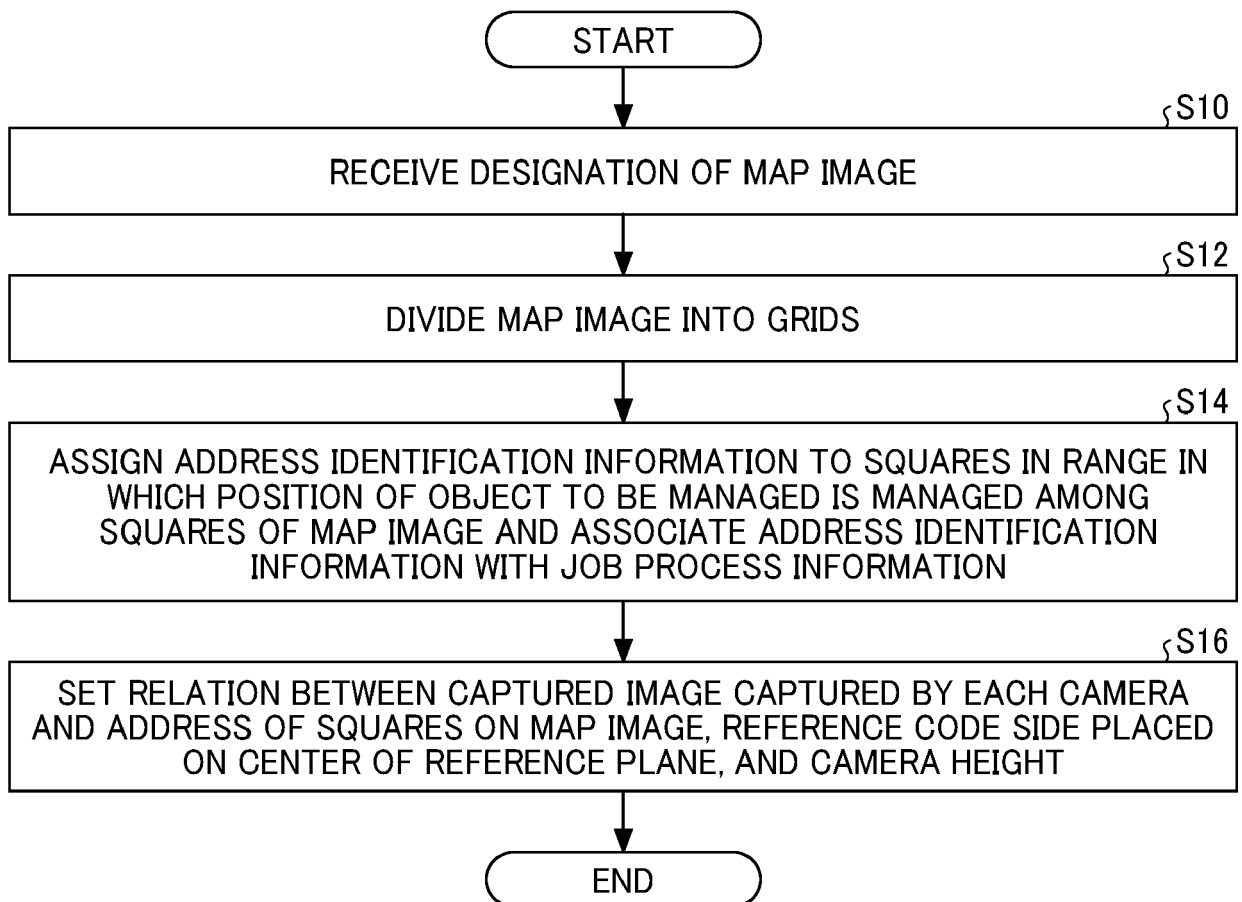 START
S10
RECEIVE DESIGNATION OF MAP IMAGE
S12
DIVIDE MAP IMAGE INTO GRIDS
S14
ASSIGN ADDRESS IDENTIFICATION INFORMATION TO SQUARES IN RANGE IN
WHICH POSITION OF OBJECT TO BE MANAGED IS MANAGED AMONG
SQUARES OF MAP IMAGE AND ASSOCIATE ADDRESS IDENTIFICATION
INFORMATION WITH JOB PROCESS INFORMATION
S16
SET RELATION BETWEEN CAPTURED IMAGE CAPTURED BY EACH CAMERA
AND ADDRESS OF SQUARES ON MAP IMAGE, REFERENCE CODE SIDE PLACED
ON CENTER OF REFERENCE PLANE, AND CAMERA HEIGHT
END